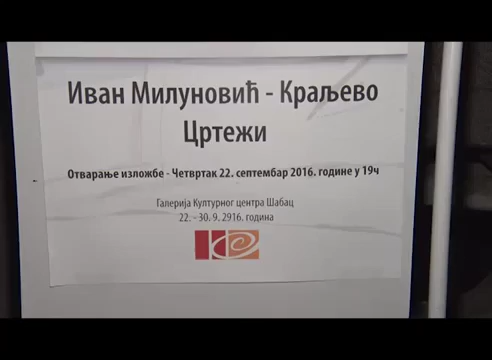 Иван Милуновић - Краљево
Цртежи
Отварање изложбе - Четвртак 22. септембар 2016. године у 19ч
Галерија Културног центра Шабац
22. - 30. 9. 2916. година